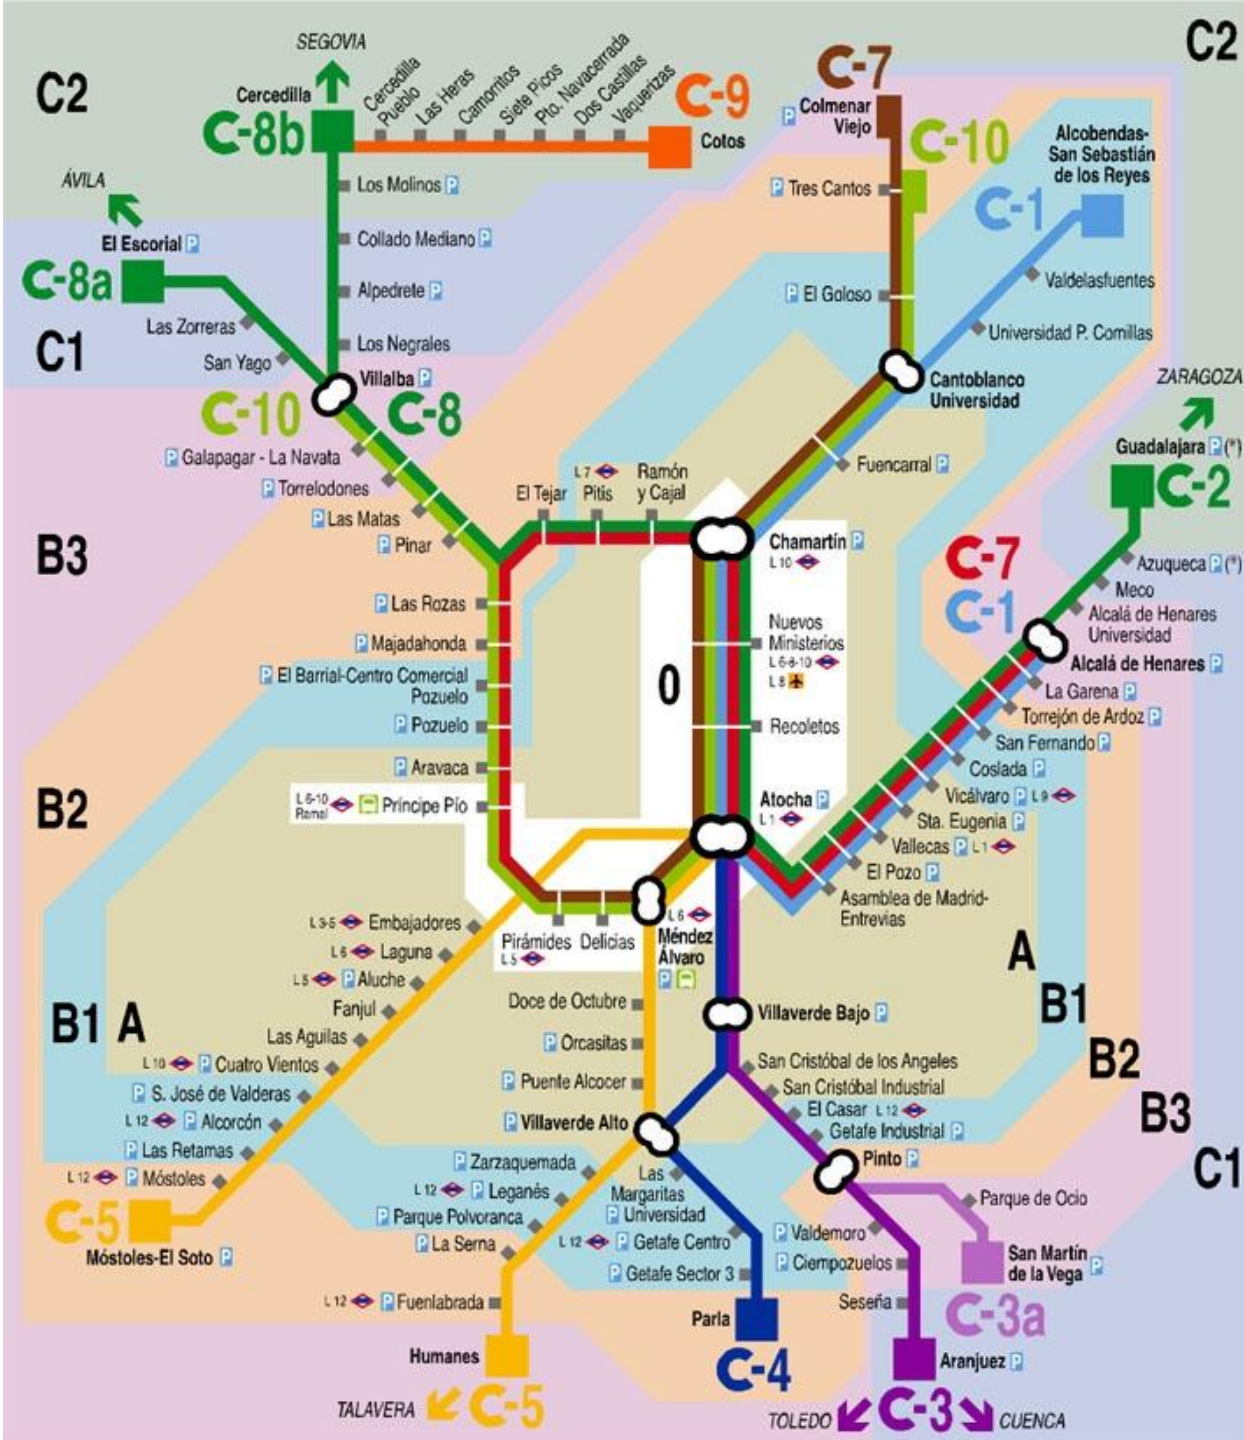 C2
C2
SEGOVIA
Cercedilla
C-8b
Cercedilla
Pueblo
Las Heras
Camorritos
Siete Picos
Pto. Navacerrada
Dos Castillas
Vaquerizas
C-9
Cotos
C-7
P Colmenar
Viejo
C-10
P Tres Cantos
Alcobendas-
San Sebastián
de los Reyes
C-1
Valdelasfuentes
P El Goloso
Universidad P. Comillas
Cantoblanco
Universidad
Fuencarral P
Los Molinos P
Collado Mediano P
Alpedrete P
Los Negrales
ÁVILA
El Escorial P
C-8a
Las Zorreras
San Yago
C1
Villalba P
C-10
C-8
P Galapagar - La Navata
P Torrelodones
P Las Matas
P Pinar
B3
El Tejar
L 7
Pitis
Ramón
y Cajal
Chamartín P
L 10
ZARAGOZA
Guadalajara P (*)
C-2
Azuqueca P (*)
Meco
Alcalá de Henares
Universidad
C-7
C-1
Alcalá de Henares P
La Garena P
Torrejón de Ardoz P
San Fernando P
Coslada P
Vicálvaro P L 9
Sta. Eugenia P
Vallecas P L 1
El Pozo P
Asamblea de Madrid-
Entrevias
P Las Rozas
P Majadahonda
P El Barrial-Centro Comercial
Pozuelo
P Pozuelo
P Aravaca
L 6-10
Ramal
Príncipe Pío
B2
0
Nuevos
Ministerios
L 6-8-10
L 8
Recoletos
Atocha P
L 1
L 3-5 Embajadores
L 6 Laguna
L 5 P Aluche
Fanjul
Las Aguilas
L 10 P Cuatro Vientos
P S. José de Valderas
L 12 P Alcorcón
P Las Retamas
L 12 P Móstoles
C-5
Móstoles-El Soto P
B1
A
Pirámides
L 5
Delicias
L 6
Méndez
Álvaro
P
Doce de Octubre
P Orcasitas
P Puente Alcocer
P Villaverde Alto
Villaverde Bajo P
San Cristóbal de los Angeles
San Cristóbal Industrial
El Casar L 12
Getafe Industrial P
Pinto P
A
B1
B2
B3
C1
P Zarzaquemada
L 12 P Leganés
P Parque Polvoranca
P La Serna
L 12 P Fuenlabrada
Humanes
C-5
TALAVERA
Las
Margaritas
P Universidad
L 12 P Getafe Centro
P Getafe Sector 3
Parla
C-4
P Valdemoro
P Ciempozuelos
Seseña
Parque de Ocio
San Martín
de la Vega P
C-3a
Aranjuez P
TOLEDO
C-3
CUENCA